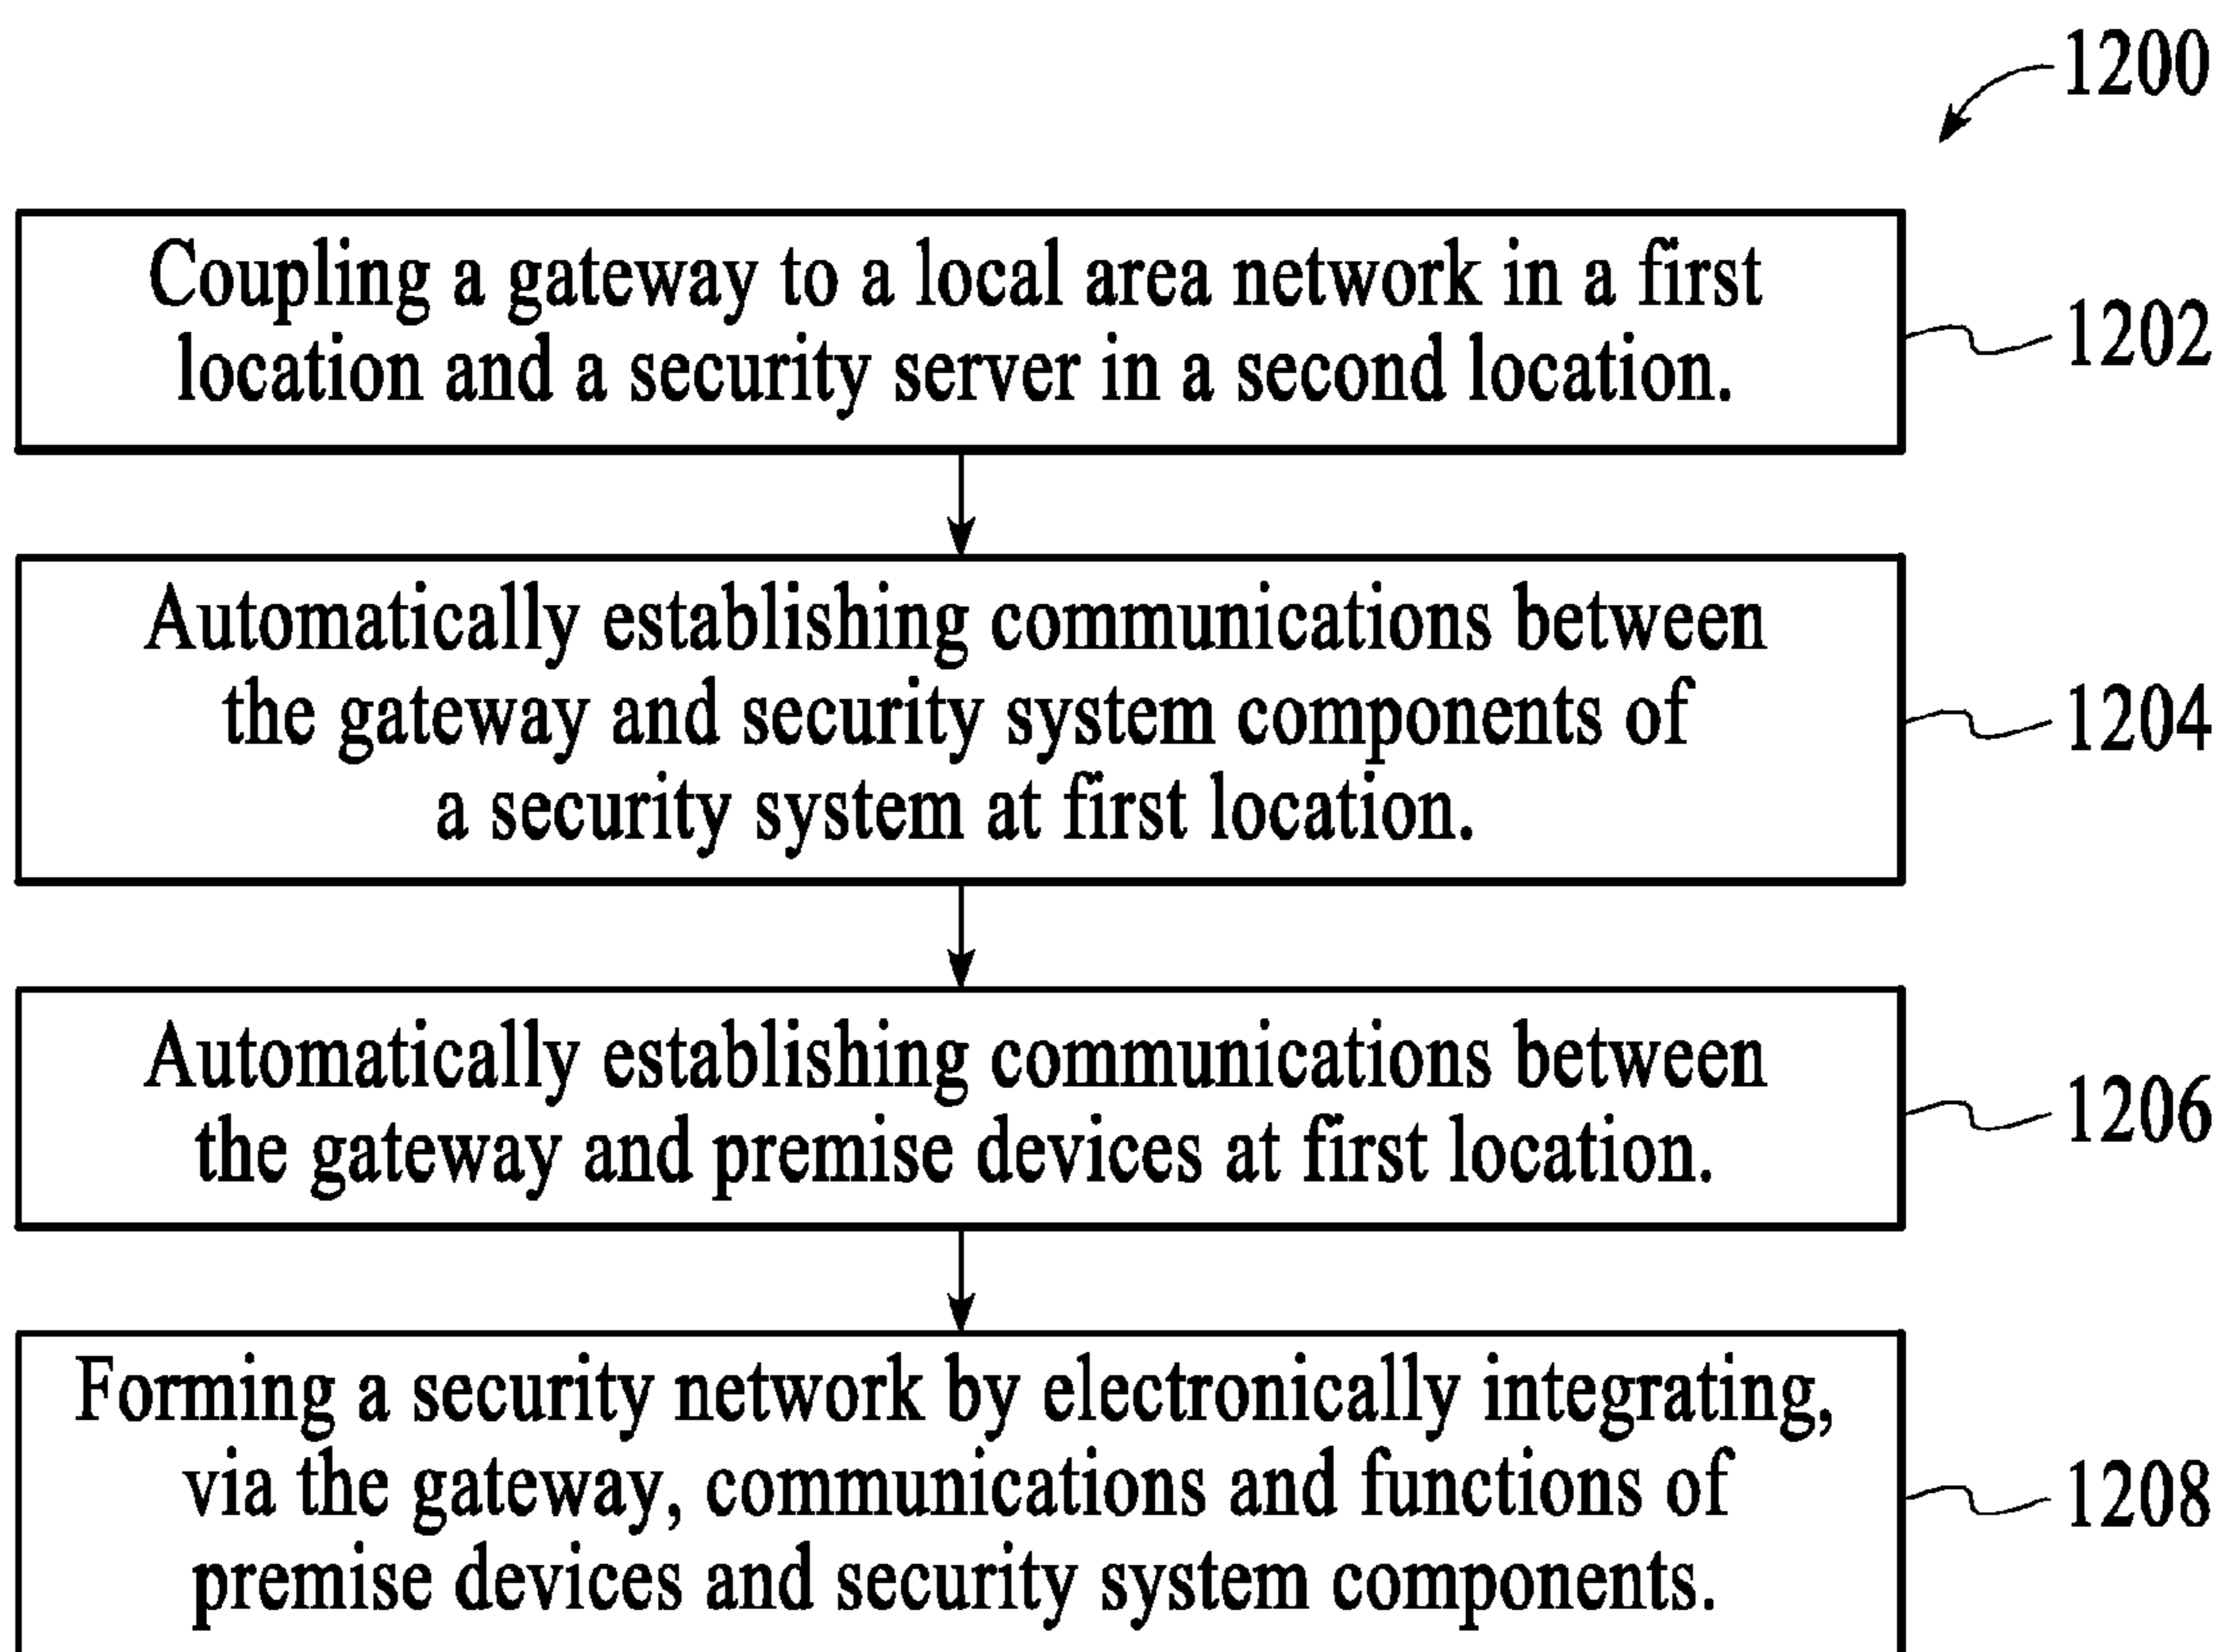 1200
Coupling a gateway to a local area network in a first
location and a security server in a second location.
1202
Automatically establishing communications between
the gateway and security system components of
a security system at first location.
1204
Automatically establishing communications between
the gateway and premise devices at first location.
1206
Forming a security network by electronically integrating,
via the gateway, communications and functions of
premise devices and security system components.
1208